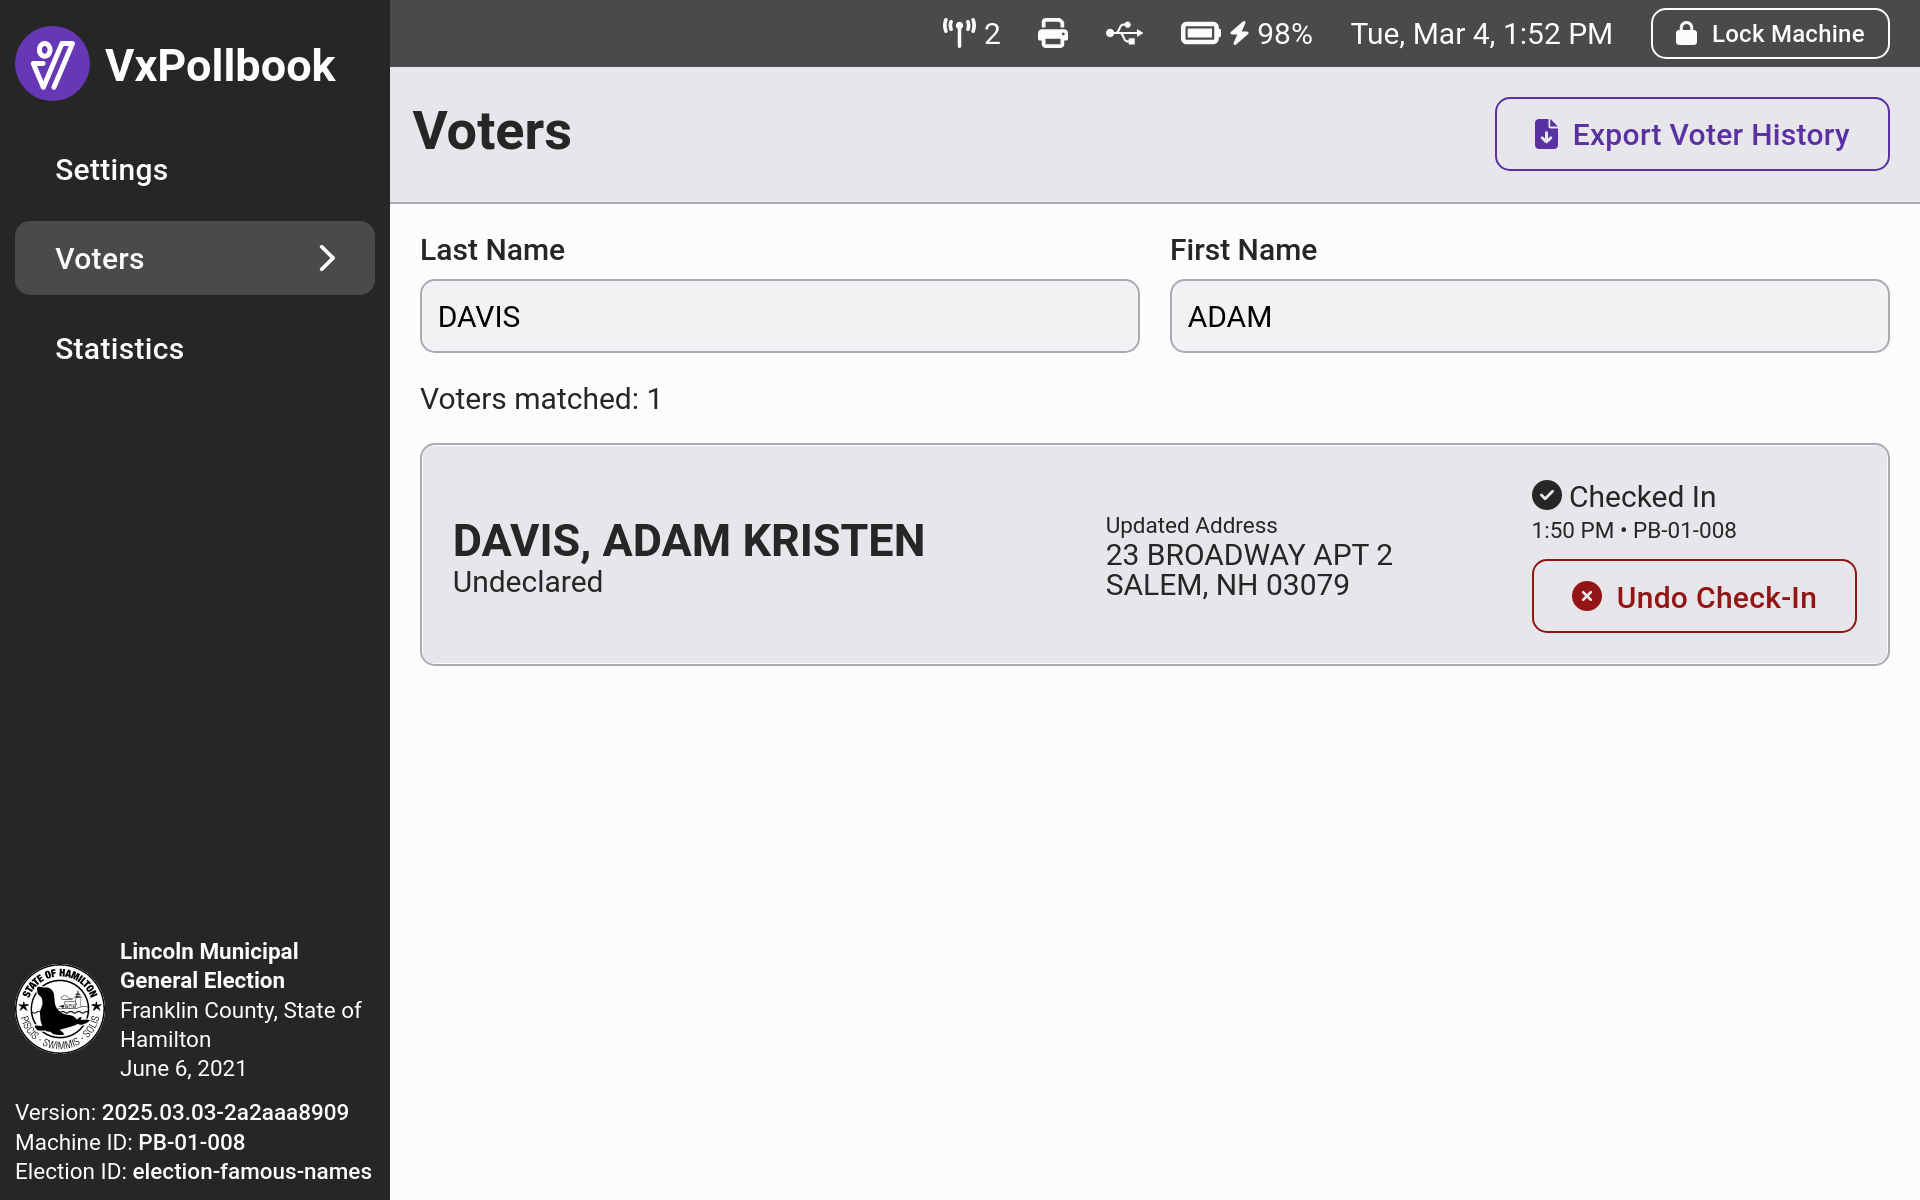 VxPollbook
Settings
Voters
Statistics
STATE OF HAMILTON
PISCIS · SWIMMIS · SOLIS
Lincoln Municipal
General Election
Franklin County, State of
Hamilton
June 6, 2021
Version: 2025.03.03-2a2aaa8909
Machine ID: PB-01-008
Election ID: election-famous-names
2
98%
Tue, Mar 4, 1:52 PM
Lock Machine
Voters
Export Voter History
Last Name
First Name
DAVIS
ADAM
Voters matched: 1
DAVIS, ADAM KRISTEN
Undeclared
Updated Address
23 BROADWAY APT 2
SALEM, NH 03079
Checked In
1:50 PM • PB-01-008
Undo Check-In